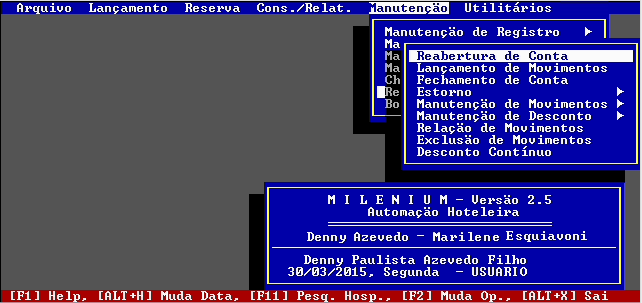 Arquivo Lançamento Reserva Cons./Relat. Manutenção Utilitários
Manutenção de Registro
Ma
Ma
Ma
Ch
Re
Bo
Reabertura de Conta
Lançamento de Movimentos
Fechamento de Conta
Estorno
Manutenção de Movimentos
Manutenção de Desconto
Relação de Movimentos
Exclusão de Movimentos
Desconto Contínuo
M I L E N I U M - Versão 2.5
Automação Hoteleira
Denny Azevedo - Marilene Esquiavoni
Denny Paulista Azevedo Filho
30/03/2015, Segunda - USUARIO
[F1] Help, [ALT+H] Muda Data, [F11] Pesq. Hosp., [F2] Muda Op., [ALT+X] Sai